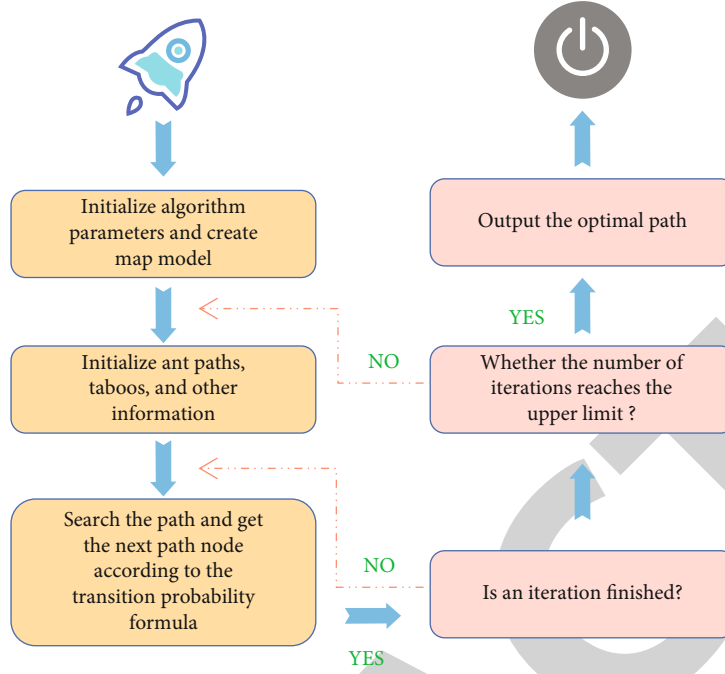 Initialize algorithm
parameters and create
map model
Initialize ant paths,
taboos, and other
information
Search the path and get
the next path node
according to the
transition probability
formula
YES
Is an iteration finished?
NO
Whether the number of
iterations reaches the
upper limit ?
NO
YES
Output the optimal path